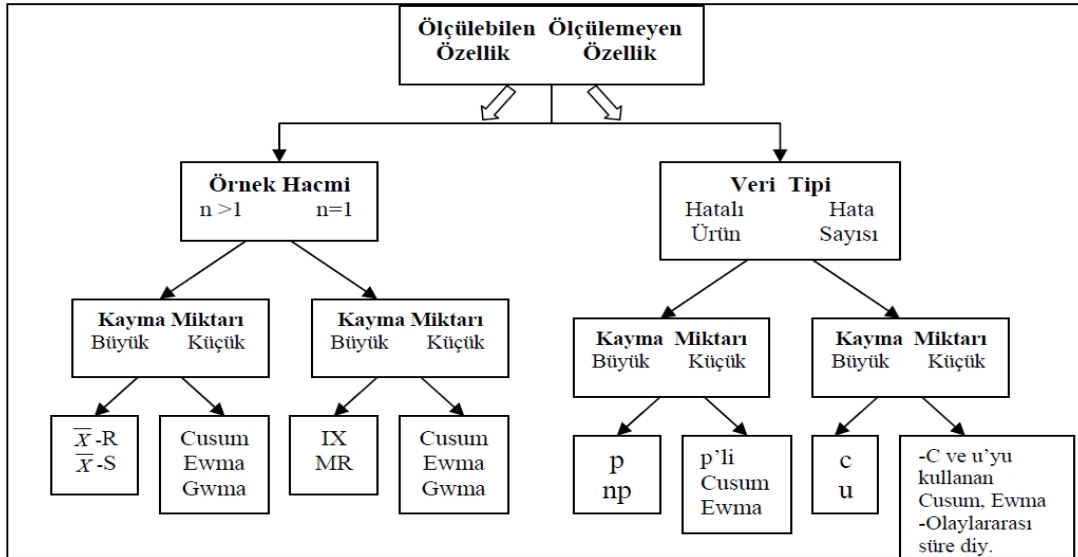 Ölçülebilen Ölçülemeyen
Özellik Özellik
Örnek Hacmi
n >1 n=1
Veri Tipi
Hatalı Hata
Ürün Sayısı
Kayma Miktarı
Büyük Küçük
Kayma Miktarı
Büyük Küçük
Kayma Miktarı
Büyük Küçük
Kayma Miktarı
Büyük Küçük
X̅ -R
X̅ -S
Cusum
Ewma
Gwma
IX
MR
Cusum
Ewma
Gwma
p
np
p’li
Cusum
Ewma
c
u
-C ve u’yu
kullanan
Cusum, Ewma
-Olaylararası
süre diy.